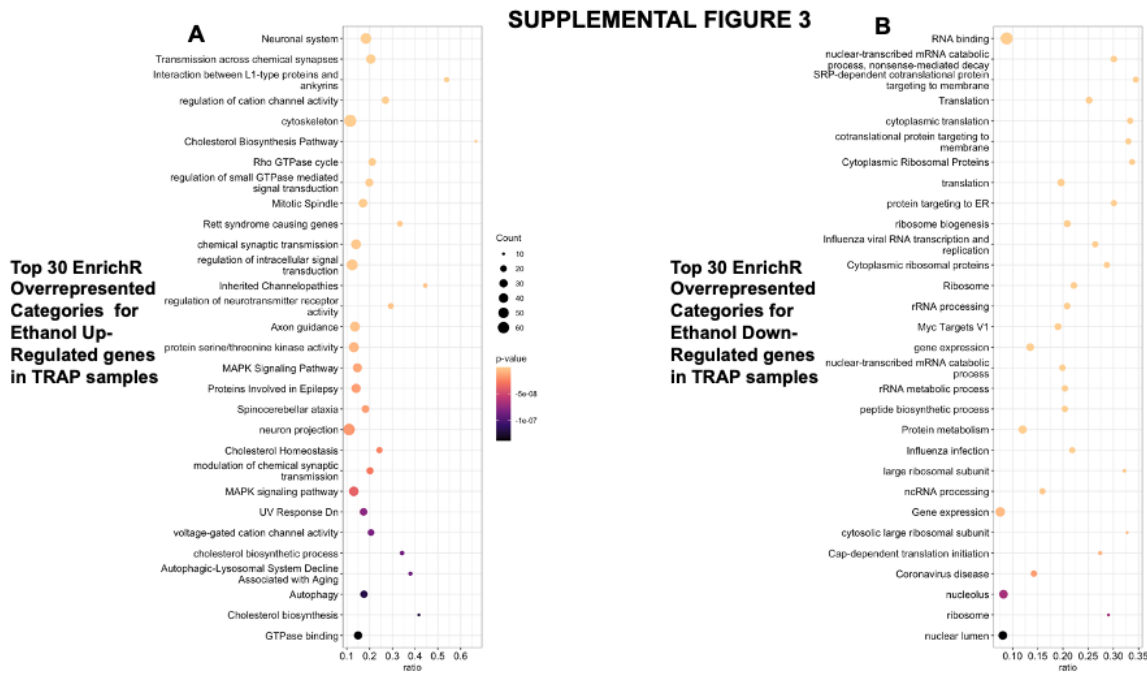 SUPPLEMENTAL FIGURE 3
A
Neuronal system
Transmission across chemical synapses
Interaction between L1-type proteins and
ankyrins
regulation of cation channel activity
cytoskeleton
Cholesterol Biosynthesis Pathway
Rho GTPase cycle
regulation of small GTPase mediated
signal transduction
Mitotic Spindle
Rett syndrome causing genes
chemical synaptic transmission
regulation of intracellular signal
transduction
Inherited Channelopathies
regulation of neurotransmitter receptor
activity
Axon guidance
protein serine/threonine kinase activity
MAPK Signaling Pathway
Proteins Involved in Epilepsy
Spinocerebellar ataxia
neuron projection
Cholesterol Homeostasis
modulation of chemical synaptic
transmission
MAPK signaling pathway
UV Response Dn
voltage-gated cation channel activity
cholesterol biosynthetic process
Autophagic-Lysosomal System Decline
Associated with Aging
Autophagy
Cholesterol biosynthesis
GTPase binding
0.1 0.2 0.3 0.4 0.5 0.6
ratio
Top 30 EnrichR
Overrepresented
Categories for
Ethanol Up-
Regulated genes
in TRAP samples
Count
10
20
30
40
50
60
p-value
-5e-08
-1e-07
B
RNA binding
nuclear-transcribed mRNA catabolic
process, nonsense-mediated decay
SRP-dependent cotranslational protein
targeting to membrane
Translation
cytoplasmic translation
cotranslational protein targeting to
membrane
Cytoplasmic Ribosomal Proteins
translation
protein targeting to ER
ribosome biogenesis
Influenza viral RNA transcription and
replication
Cytoplasmic ribosomal proteins
Ribosome
rRNA processing
Myc Targets V1
gene expression
nuclear-transcribed mRNA catabolic
process
rRNA metabolic process
peptide biosynthetic process
Protein metabolism
Influenza infection
large ribosomal subunit
ncRNA processing
Gene expression
cytosolic large ribosomal subunit
Cap-dependent translation initiation
Coronavirus disease
nucleolus
ribosome
nuclear lumen
0.10 0.15 0.20 0.25 0.30 0.35
ratio
Top 30 EnrichR
Overrepresented
Categories for
Ethanol Down-
Regulated genes
in TRAP samples